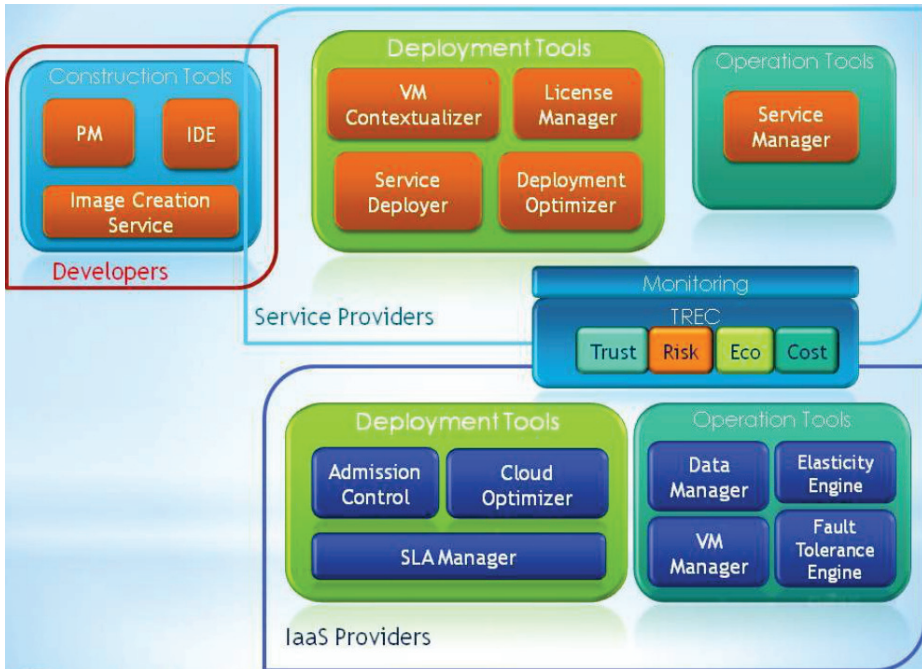 Construction Tools
PM
IDE
Image Creation
Service
Developers
Deployment Tools
VM
Contextualizer
License
Manager
Service
Deployer
Deployment
Optimizer
Operation Tools
Service
Manager
Service Providers
Monitoring
TREC
Trust
Risk
Eco
Cost
Deployment Tools
Admission
Control
Cloud
Optimizer
SLA Manager
Operation Tools
Data
Manager
Elasticity
Engine
VM
Manager
Fault
Tolerance
Engine
IaaS Providers